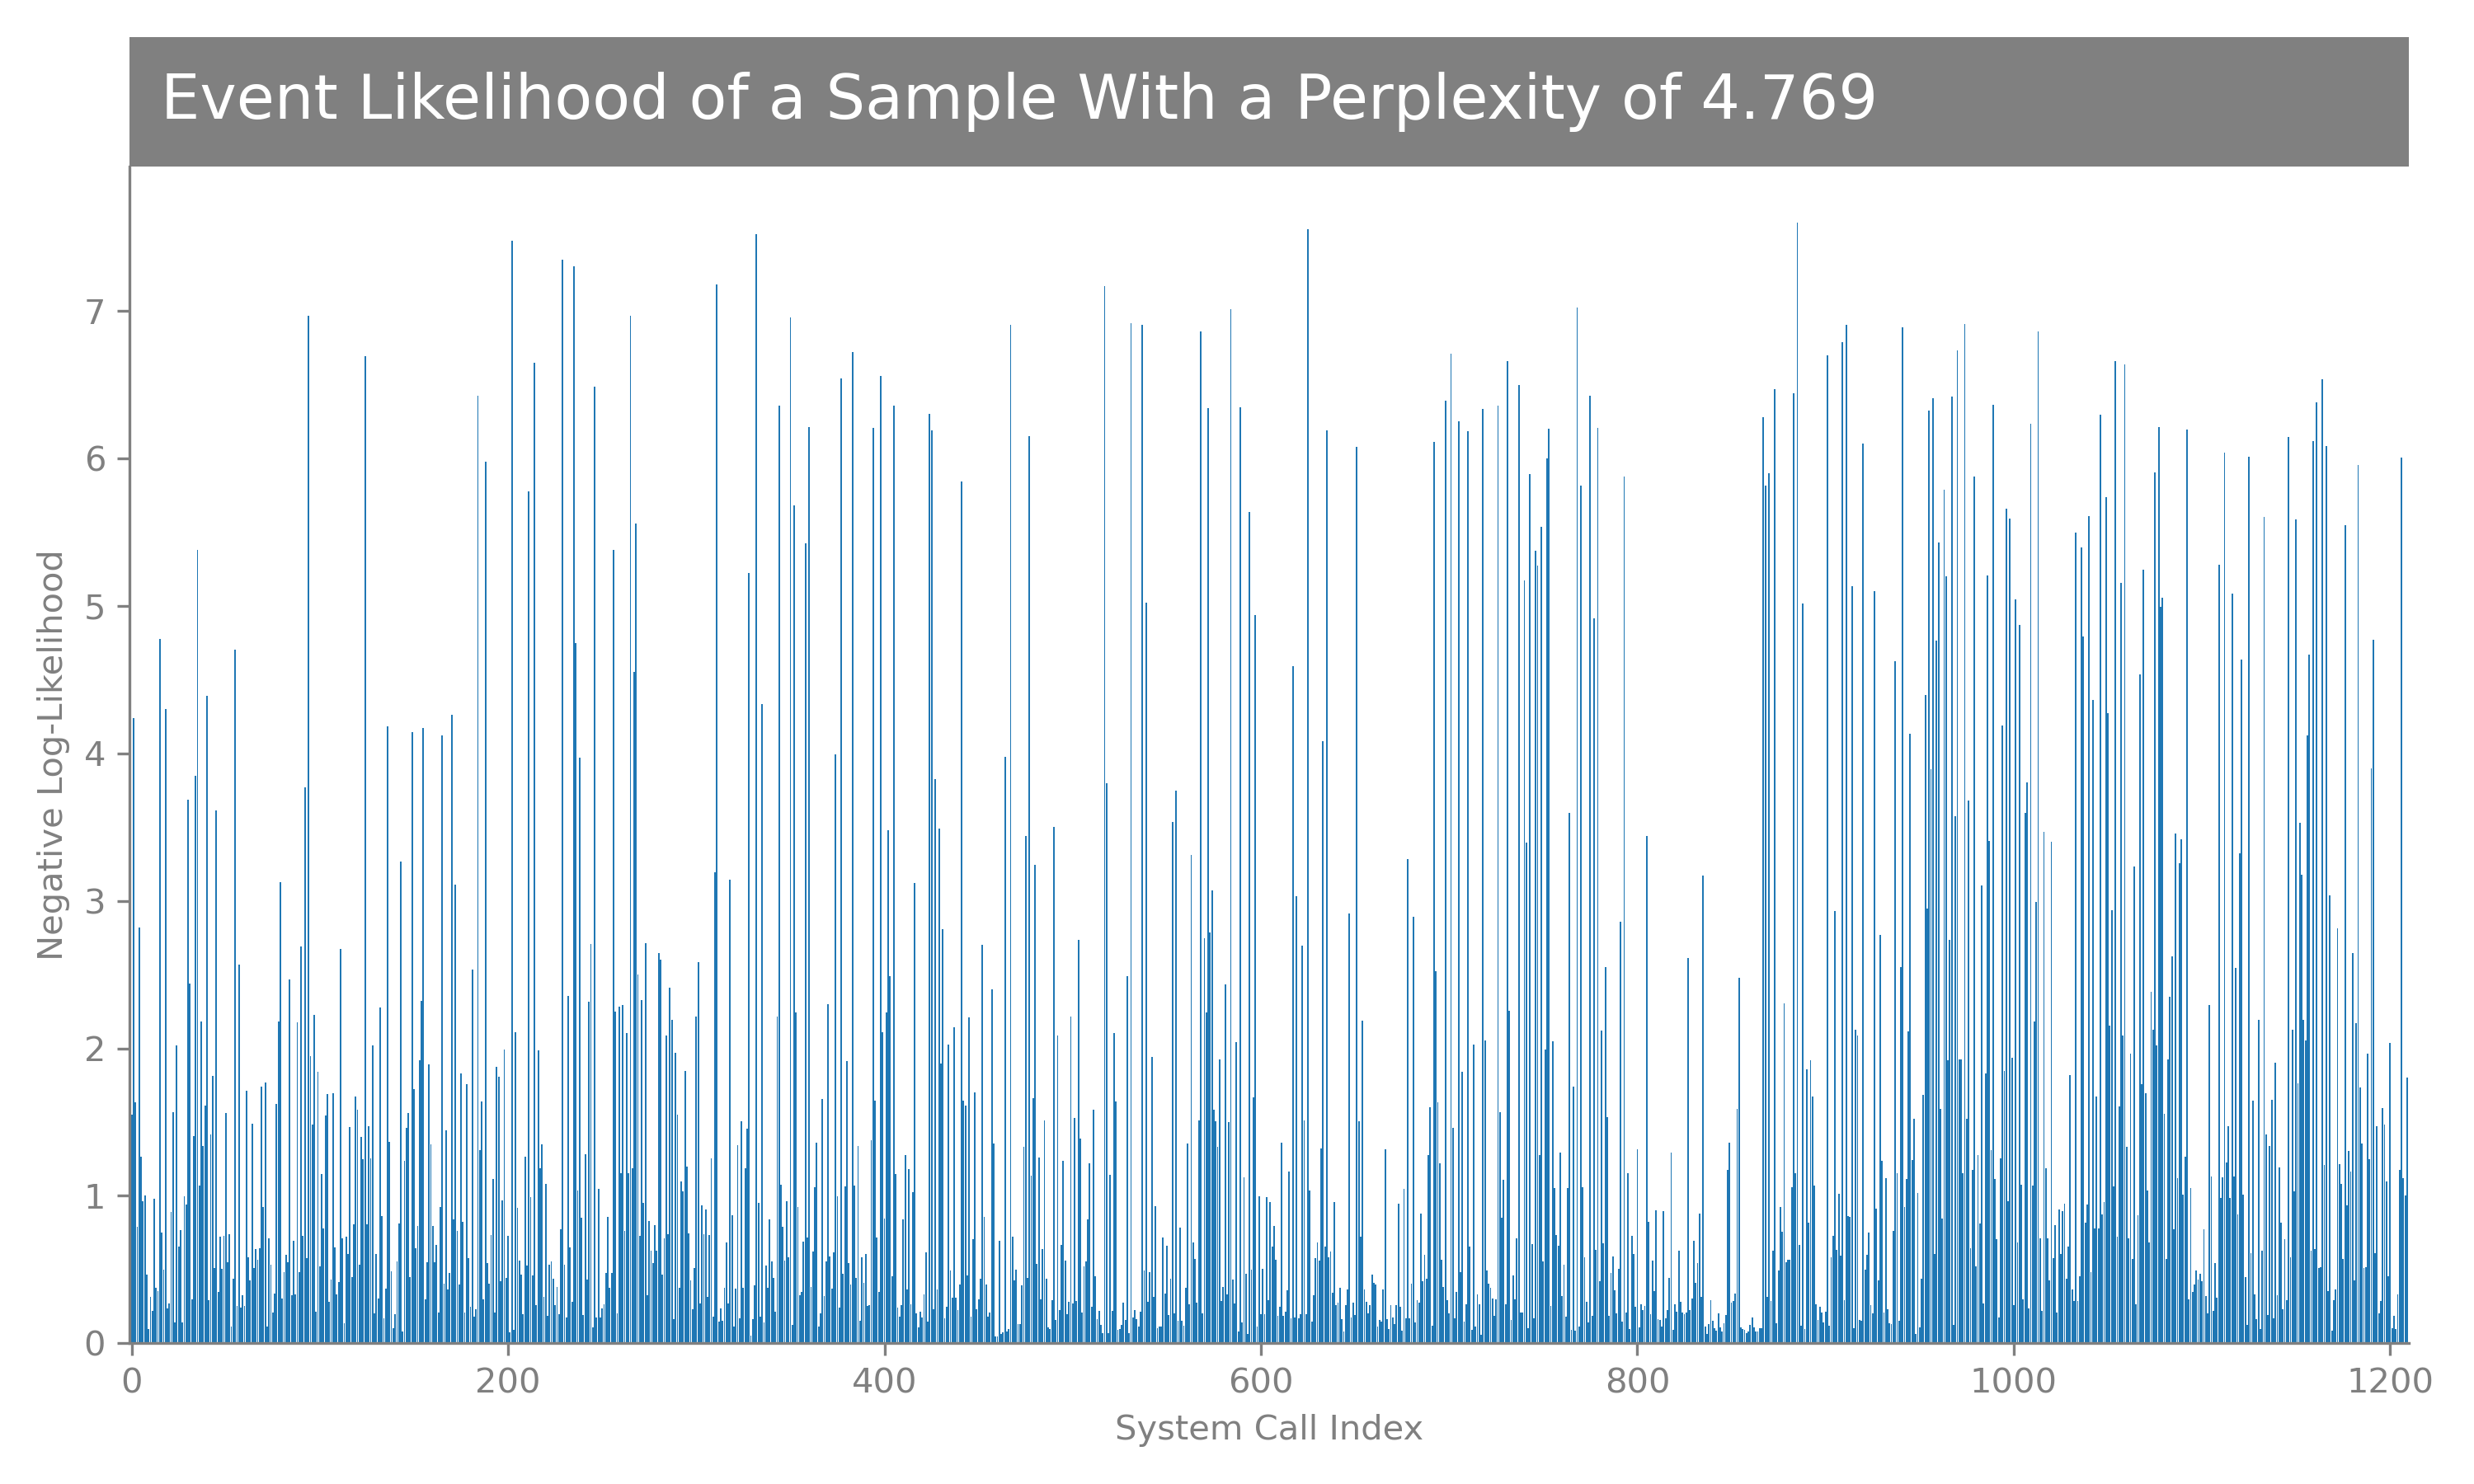 Event Likelihood of a Sample With a Perplexity of 4.769
Negative Log-Likelihood
7
6
5
4
3
2
1
0
0 200 400 600 800 1000 1200
System Call Index